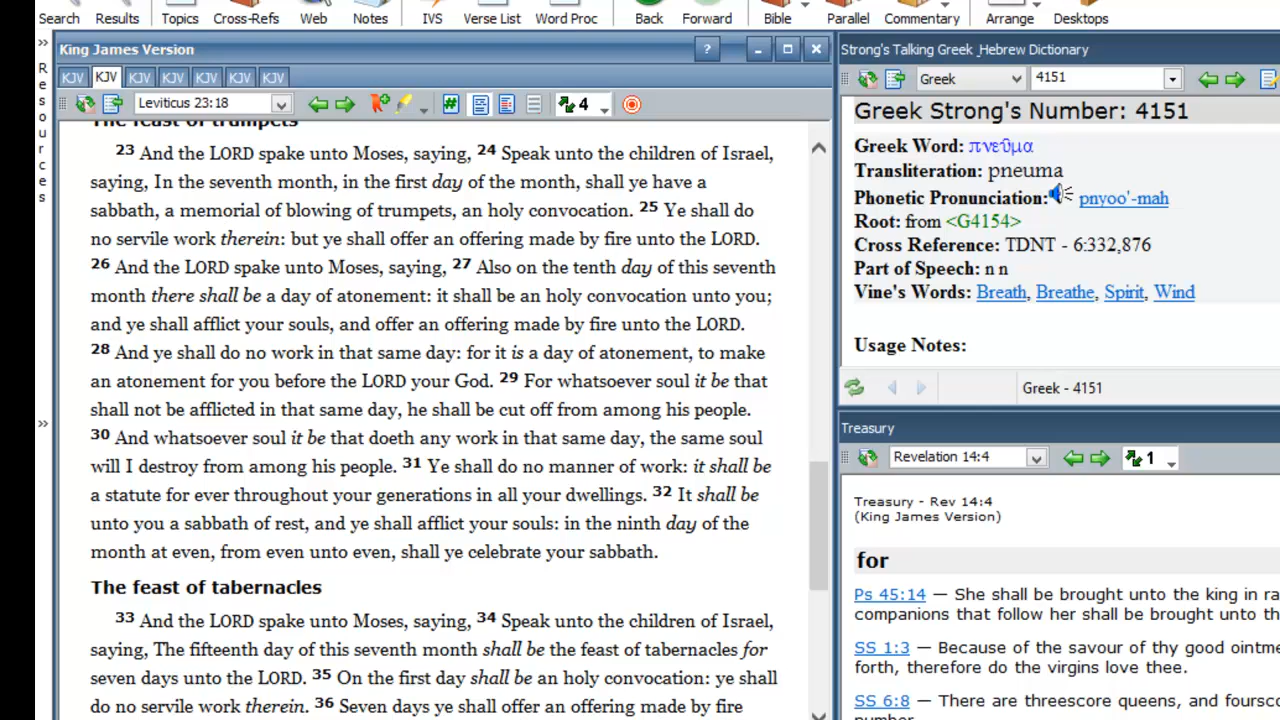 Search Results Topics Cross-Refs Web Notes IVS Verse List Word Proc Back Forward Bible Parallel Commentary Arrange Desktops
»
Resources
»
King James Version
KJV KJV KJV KJV KJV KJV KJV
Leviticus 23:18 4
The feast of trumpets
23 And the LORD spake unto Moses, saying, 24 Speak unto the children of Israel,
saying, In the seventh month, in the first day of the month, shall ye have a
sabbath, a memorial of blowing of trumpets, an holy convocation. 25 Ye shall do
no servile work therein: but ye shall offer an offering made by fire unto the LORD.
26 And the LORD spake unto Moses, saying, 27 Also on the tenth day of this seventh
month there shall be a day of atonement: it shall be an holy convocation unto you;
and ye shall afflict your souls, and offer an offering made by fire unto the LORD.
28 And ye shall do no work in that same day: for it is a day of atonement, to make
an atonement for you before the LORD your God. 29 For whatsoever soul it be that
shall not be afflicted in that same day, he shall be cut off from among his people.
30 And whatsoever soul it be that doeth any work in that same day, the same soul
will I destroy from among his people. 31 Ye shall do no manner of work: it shall be
a statute for ever throughout your generations in all your dwellings. 32 It shall be
unto you a sabbath of rest, and ye shall afflict your souls: in the ninth day of the
month at even, from even unto even, shall ye celebrate your sabbath.
The feast of tabernacles
33 And the LORD spake unto Moses, saying, 34 Speak unto the children of Israel,
saying, The fifteenth day of this seventh month shall be the feast of tabernacles for
seven days unto the LORD. 35 On the first day shall be an holy convocation: ye shall
do no servile work therein. 36 Seven days ye shall offer an offering made by fire
Strong's Talking Greek Hebrew Dictionary
Greek 4151
Greek Strong's Number: 4151
Greek Word: πνεῦμα
Transliteration: pneuma
Phonetic Pronunciation: pnyoo'-mah
Root: from <G4154>
Cross Reference: TDNT - 6:332,876
Part of Speech: n n
Vine's Words: Breath, Breathe, Spirit, Wind
Usage Notes:
Greek - 4151
Treasury
Revelation 14:4 1
Treasury - Rev 14:4
(King James Version)
for
Ps 45:14 — She shall be brought unto the king in
companions that follow her shall be brought unto
SS 1:3 — Because of the savour of thy good
forth, therefore do the virgins love thee.
SS 6:8 — There are threescore queens, and